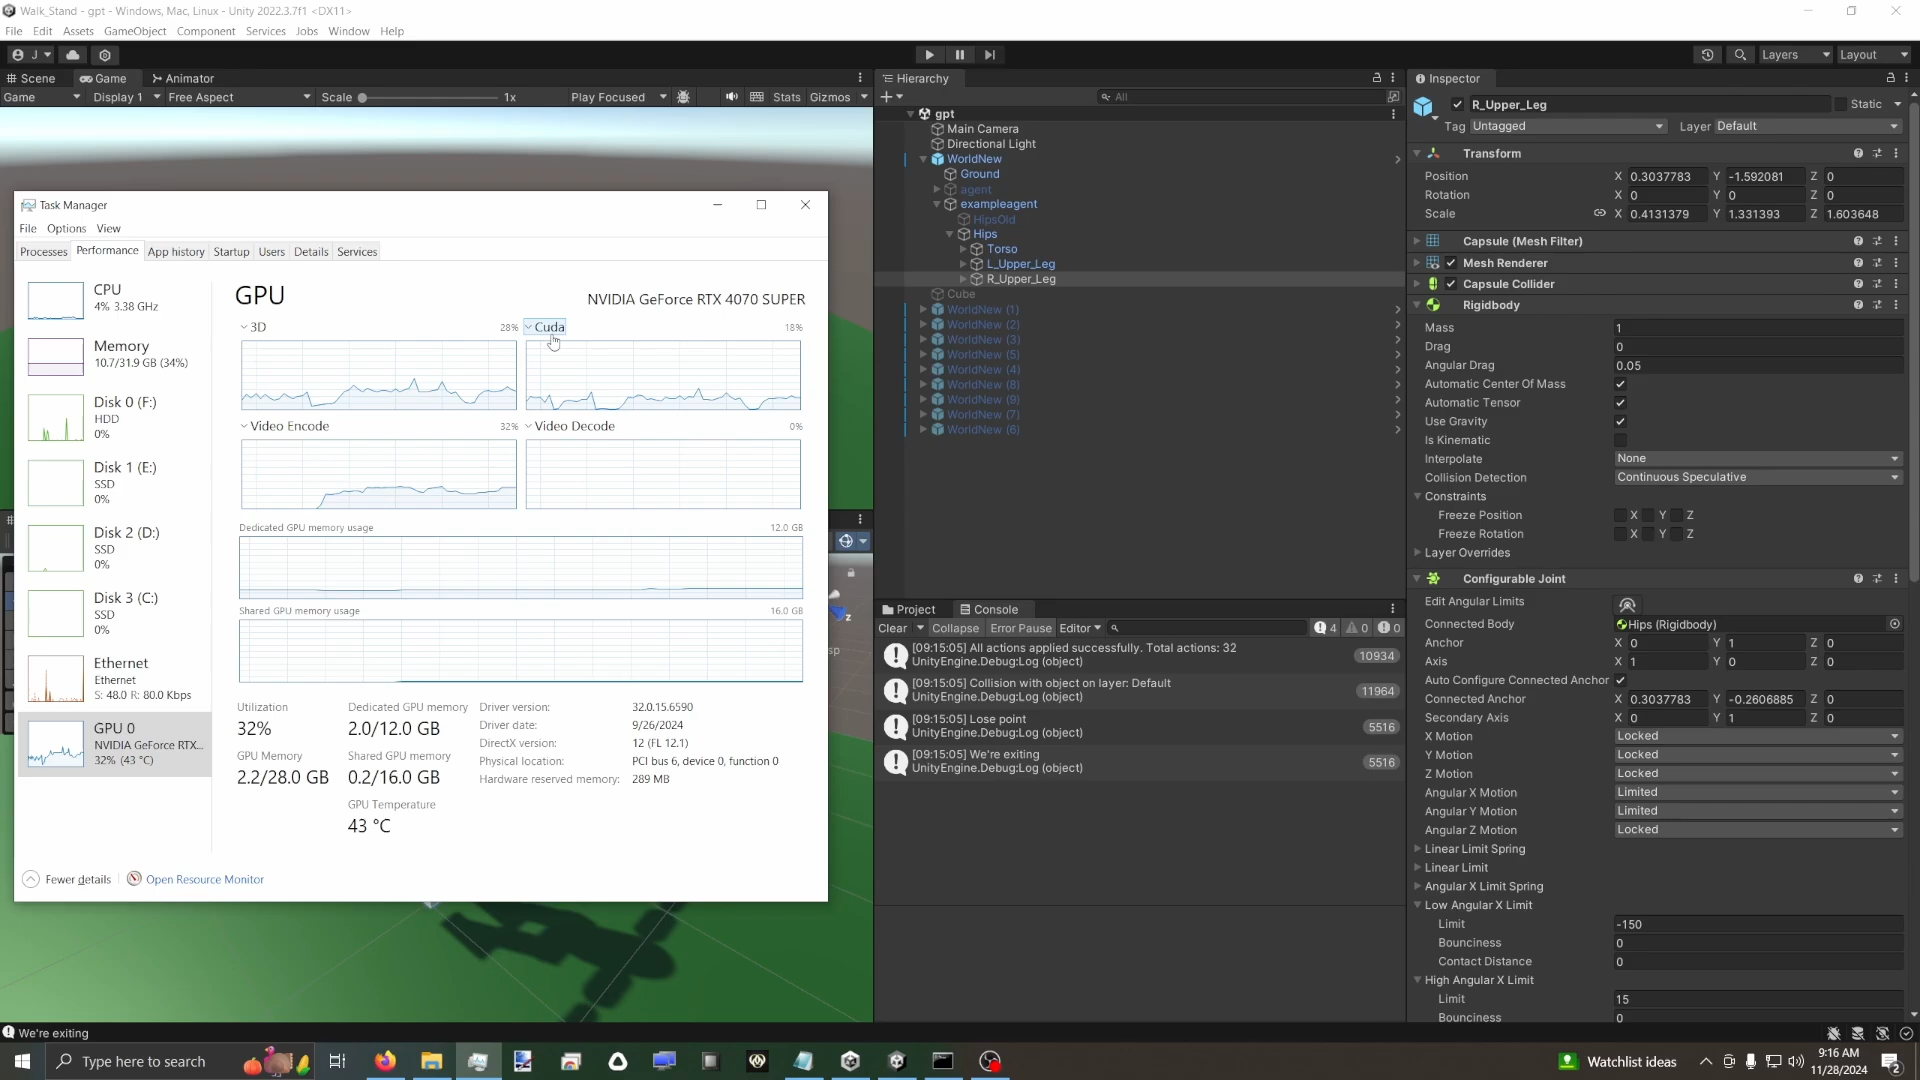 Walk_Stand - gpt - Windows, Mac, Linux - Unity 2022.3.7f1 <DX11>
File Edit Assets GameObject Component Services Jobs Window Help
J
Layers Layout
Scene Game Animator
Game Display 1 Free Aspect Scale 1x Play Focused Stats Gizmos
Hierarchy
All
gpt
Main Camera
Directional Light
WorldNew
Ground
agent
exampleagent
HipsOld
Hips
Torso
L_Upper_Leg
R_Upper_Leg
Cube
WorldNew (1)
WorldNew (2)
WorldNew (3)
WorldNew (5)
WorldNew (4)
WorldNew (8)
WorldNew (9)
WorldNew (7)
WorldNew (6)
Task Manager
File Options View
Processes Performance App history Startup Users Details Services
CPU
4% 3.38 GHz
Memory
10.7/31.9 GB (34%)
Disk 0 (F:)
HDD
0%
Disk 1 (E:)
SSD
0%
Disk 2 (D:)
SSD
0%
Disk 3 (C:)
SSD
0%
Ethernet
Ethernet
S: 48.0 R: 80.0 Kbps
GPU 0
NVIDIA GeForce RTX...
32% (43 °C)
GPU
NVIDIA GeForce RTX 4070 SUPER
3D 28% Cuda 18%
Video Encode 32% Video Decode 0%
Dedicated GPU memory usage 12.0 GB
Shared GPU memory usage 16.0 GB
Utilization
32%
Dedicated GPU memory
2.0/12.0 GB
GPU Memory
2.2/28.0 GB
Shared GPU memory
0.2/16.0 GB
GPU Temperature
43 °C
Driver version: 32.0.15.6590
Driver date: 9/26/2024
DirectX version: 12 (FL 12.1)
Physical location: PCI bus 6, device 0, function 0
Hardware reserved memory: 289 MB
Fewer details Open Resource Monitor
z
Project Console
Clear Collapse Error Pause Editor 4 0 0
[09:15:05] All actions applied successfully. Total actions: 32
UnityEngine.Debug:Log (object)
10934
[09:15:05] Collision with object on layer: Default
UnityEngine.Debug:Log (object)
11964
[09:15:05] Lose point
UnityEngine.Debug:Log (object)
5516
[09:15:05] We're exiting
UnityEngine.Debug:Log (object)
5516
Inspector
R_Upper_Leg Static
Tag Untagged Layer Default
Transform
Position X 0.3037783 Y -1.592081 Z 0
Rotation X 0 Y 0 Z 0
Scale X 0.4131379 Y 1.331393 Z 1.603648
Capsule (Mesh Filter)
Mesh Renderer
Capsule Collider
Rigidbody
Mass 1
Drag 0
Angular Drag 0.05
Automatic Center Of Mass
Automatic Tensor
Use Gravity
Is Kinematic
Interpolate None
Collision Detection Continuous Speculative
Constraints
Freeze Position X Y Z
Freeze Rotation X Y Z
Layer Overrides
Configurable Joint
Edit Angular Limits
Connected Body Hips (Rigidbody)
Anchor X 0 Y 1 Z 0
Axis X 1 Y 0 Z 0
Auto Configure Connected Anchor
Connected Anchor X 0.3037783 Y -0.2606885 Z 0
Secondary Axis X 0 Y 1 Z 0
X Motion Locked
Y Motion Locked
Z Motion Locked
Angular X Motion Limited
Angular Y Motion Limited
Angular Z Motion Locked
Linear Limit Spring
Linear Limit
Angular X Limit Spring
Low Angular X Limit
Limit -150
Bounciness 0
Contact Distance 0
High Angular X Limit
Limit 15
Bounciness 0
We're exiting
Type here to search
Watchlist ideas
9:16 AM
11/28/2024
2